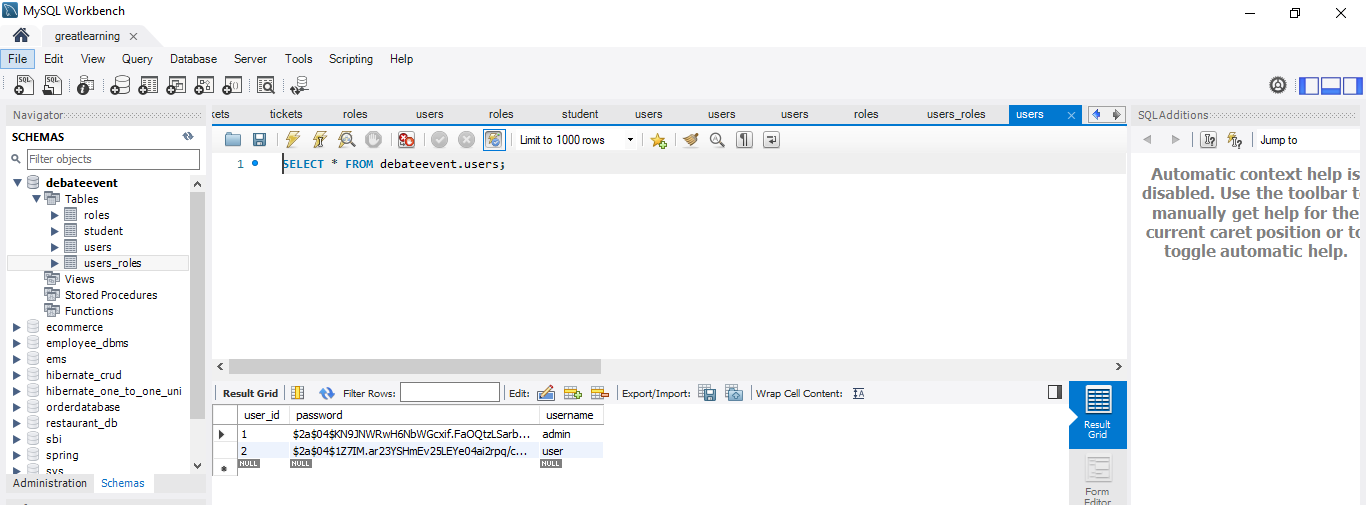 MySQL Workbench
greatlearning
File Edit View Query Database Server Tools Scripting Help
Navigator
SCHEMAS
Filter objects
debateevent
Tables
roles
student
users
users_roles
Views
Stored Procedures
Functions
ecommerce
employee_dbms
ems
hibernate_crud
hibernate_one_to_one_uni
orderdatabase
restaurant_db
sbi
spring
sys
Administration Schemas
kets tickets roles users roles student users users users roles users_roles users
Limit to 1000 rows
1 SELECT * FROM debateevent.users;
Result Grid Filter Rows: Edit: Export/Import: Wrap Cell Content:
user_id password username
1 $2a$04$KN9JNWRwH6NbWGcxif.FaOQtzLSarb... admin
2 $2a$04$1Z7IM.ar23YSHmEv25LEYe04ai2rpq/c... user
NULL NULL NULL
Result
Grid
Form
Editor
SQLAdditions
Jump to
Automatic context help is
disabled. Use the toolbar t
manually get help for the
current caret position or to
toggle automatic help.